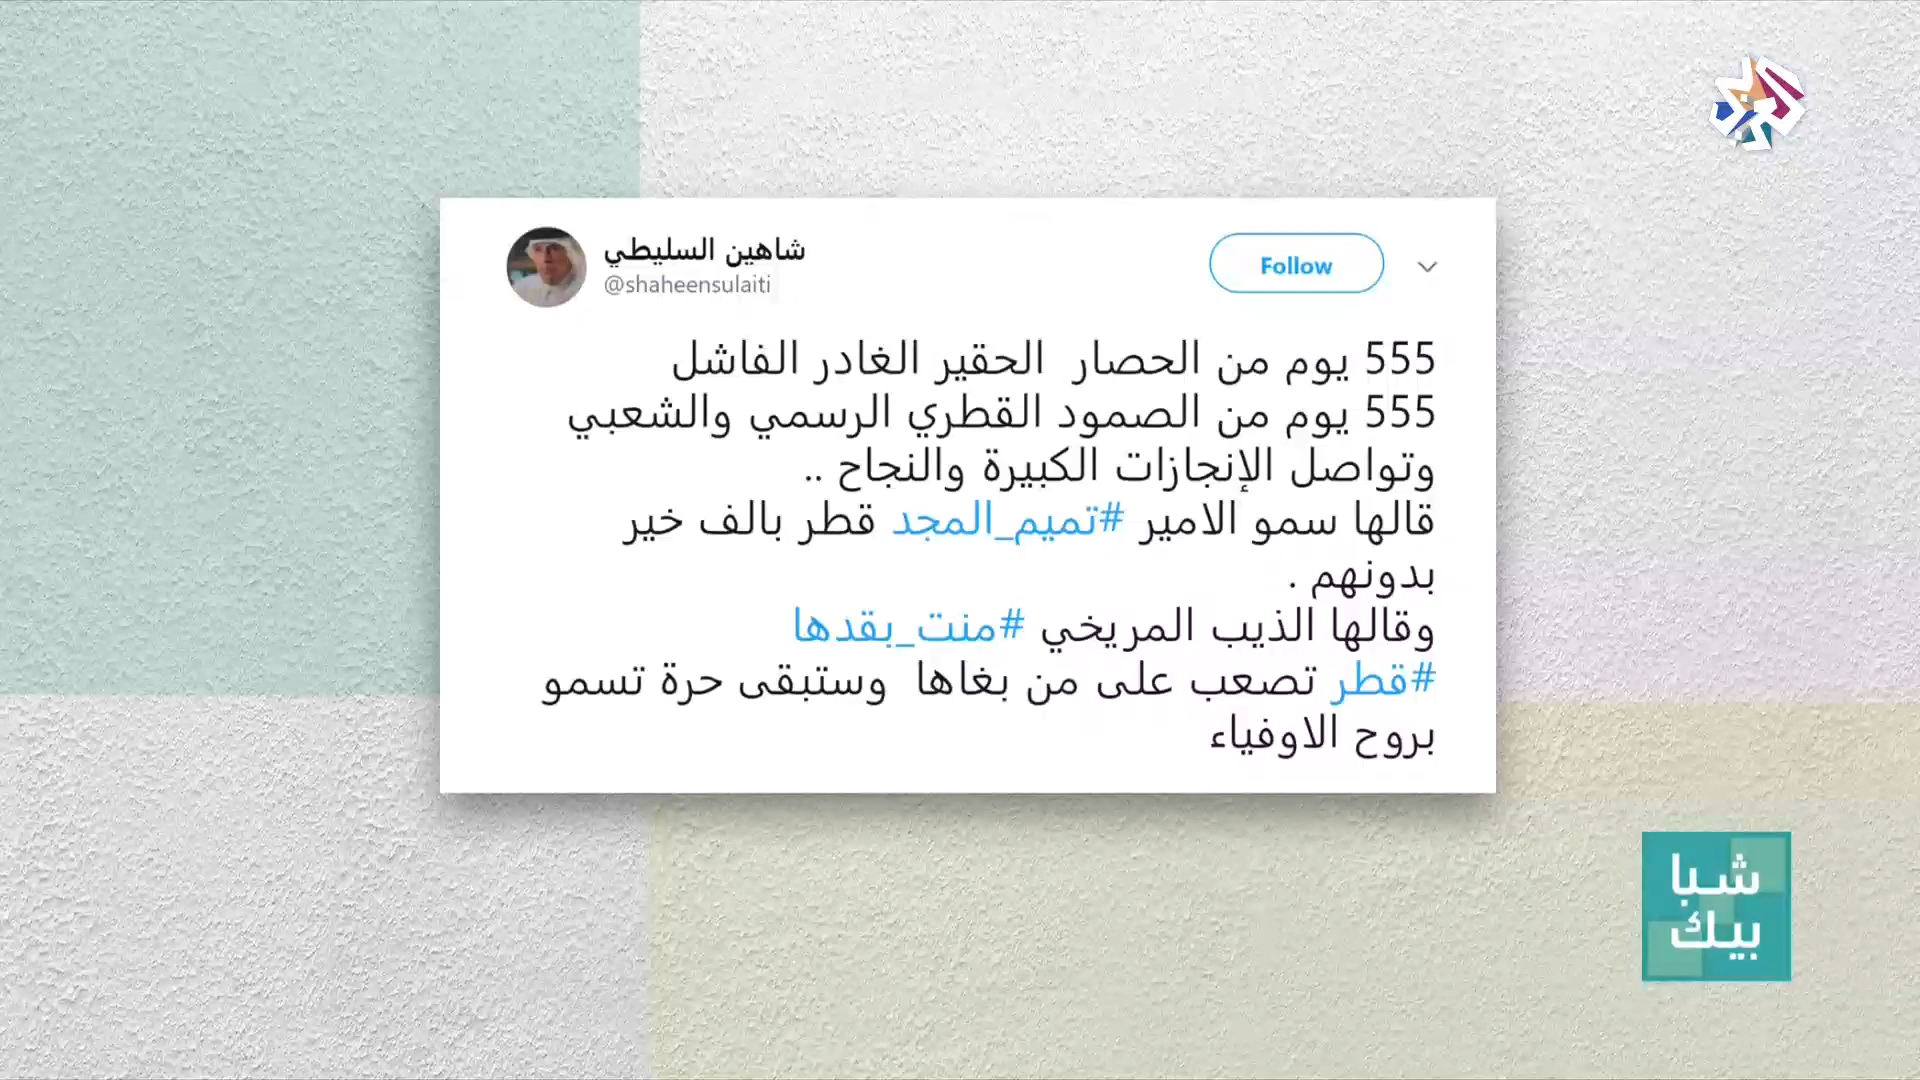 شاهين السليطي
@shaheensulaiti
Follow
555 يوم من الحصار الحقير الغادر الفاشل
555 يوم من الصمود القطري الرسمي والشعبي
وتواصل الإنجازات الكبيرة والنجاح ..
قالها سمو الامير #تميم_المجد قطر بالف خير
بدونهم .
وقالها الذيب المريخي #منت_بقدها
#قطر تصعب على من بغاها وستبقى حرة تسمو
بروح الاوفياء
شبا
بيك